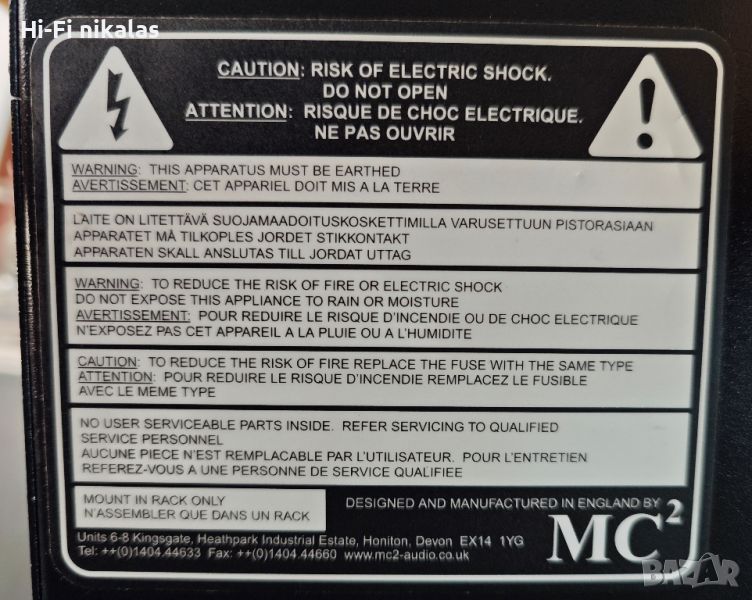 Hi-Fi nikalas
CAUTION: RISK OF ELECTRIC SHOCK.
DO NOT OPEN
ATTENTION: RISQUE DE CHOC ELECTRIQUE.
NE PAS OUVRIR
WARNING: THIS APPARATUS MUST BE EARTHED
AVERTISSEMENT: CET APPARIEL DOIT MIS A LA TERRE
LAITE ON LITETTÄVÄ SUOJAMAADOITUSKOSKETTIMILLA VARUSETTUUN PISTORASIAAN
APPARATET MÅ TILKOPLES JORDET STIKKONTAKT
APPARATEN SKALL ANSLUTAS TILL JORDAT UTTAG
WARNING: TO REDUCE THE RISK OF FIRE OR ELECTRIC SHOCK
DO NOT EXPOSE THIS APPLIANCE TO RAIN OR MOISTURE
AVERTISSEMENT: POUR REDUIRE LE RISQUE D'INCENDIE OU DE CHOC ELECTRIQUE
N'EXPOSEZ PAS CET APPAREIL A LA PLUIE OU A L'HUMIDITE
CAUTION: TO REDUCE THE RISK OF FIRE REPLACE THE FUSE WITH THE SAME TYPE
ATTENTION: POUR REDUIRE LE RISQUE D'INCENDIE REMPLACEZ LE FUSIBLE
AVEC LE MEME TYPE
NO USER SERVICEABLE PARTS INSIDE. REFER SERVICING TO QUALIFIED
SERVICE PERSONNEL
AUCUNE PIECE N'EST REMPLACABLE PAR L'UTILISATEUR. POUR L'ENTRETIEN
REFEREZ-VOUS A UNE PERSONNE DE SERVICE QUALIFIEE
MOUNT IN RACK ONLY
N'ASSEMBLER QUE DANS UN RACK
DESIGNED AND MANUFACTURED IN ENGLAND BY
MC2
Units 6-8 Kingsgate, Heathpark Industrial Estate, Honiton, Devon EX14 1YG
Tel: ++(0)1404 44633 Fax: ++(0)1404 44660 www.mc2-audio.co.uk
BAZAR